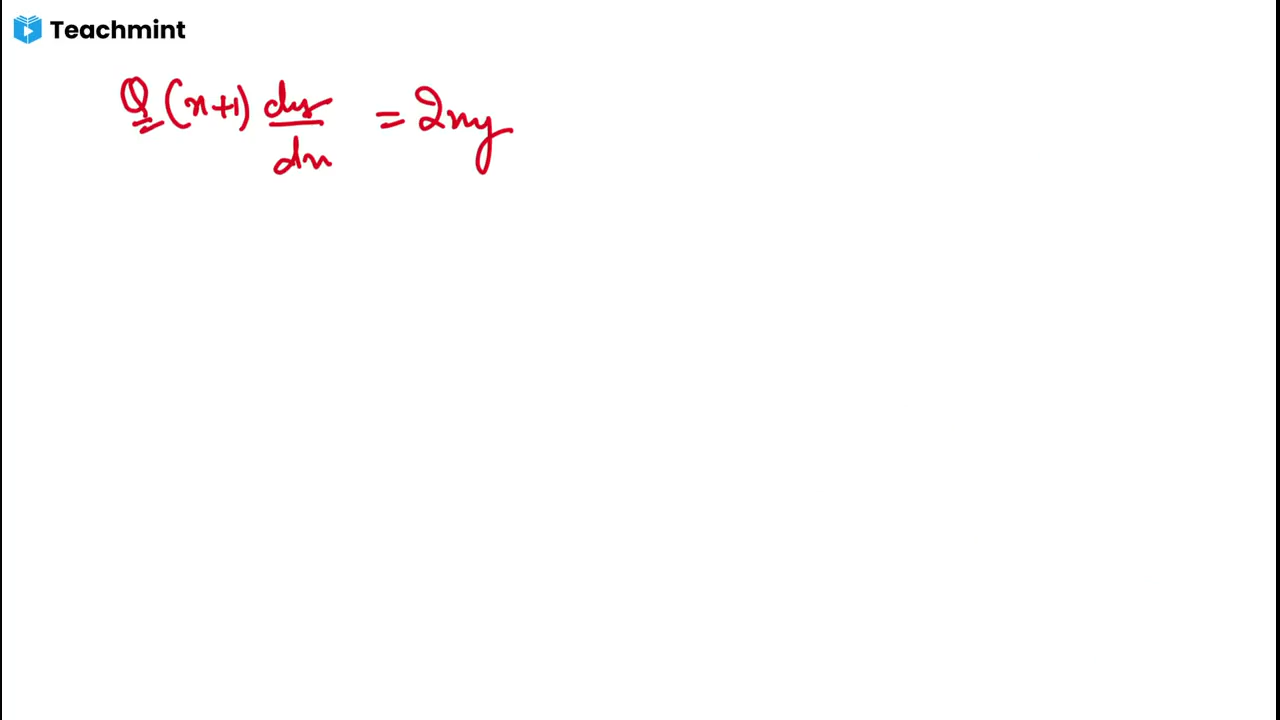 Teachmint
Q (x+1) dy/dx = 2xy